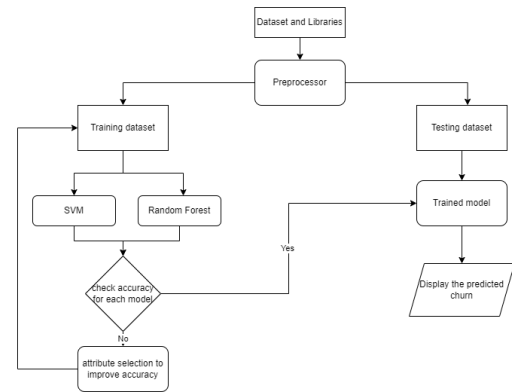 Dataset and Libraries
Preprocessor
Training dataset
Testing dataset
SVM
Random Forest
Trained model
Yes
check accuracy
for each model
Display the predicted
churn
No
attribute selection to
improve accuracy